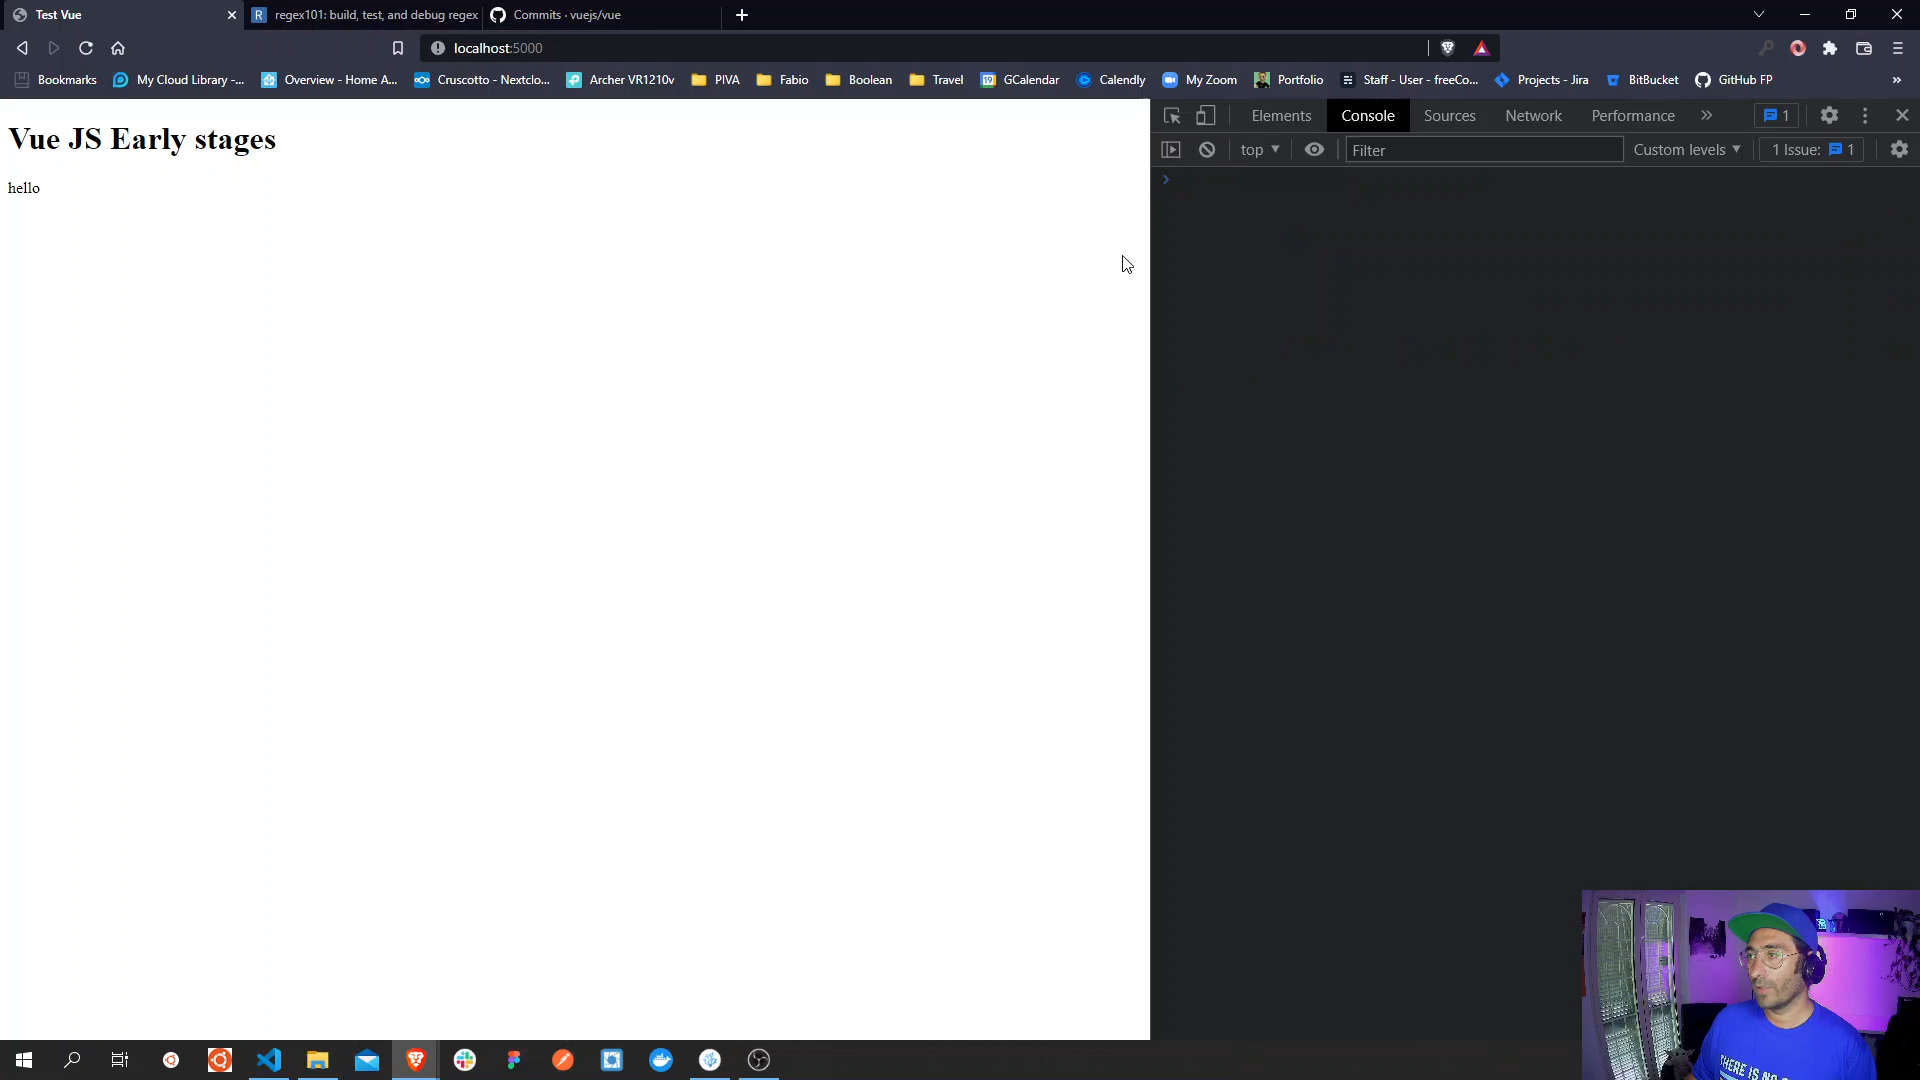 Test Vue
regex101: build, test, and debug regex
Commits · vuejs/vue
localhost:5000
Bookmarks
My Cloud Library -...
Overview - Home A...
Cruscotto - Nextclo...
Archer VR1210v
PIVA
Fabio
Boolean
Travel
GCalendar
Calendly
My Zoom
Portfolio
Staff - User - freeCo...
Projects - Jira
BitBucket
GitHub FP
»
Vue JS Early stages
hello
Elements
Console
Sources
Network
Performance
»
1
top
Filter
Custom levels
1 Issue:
1
THERE IS NO